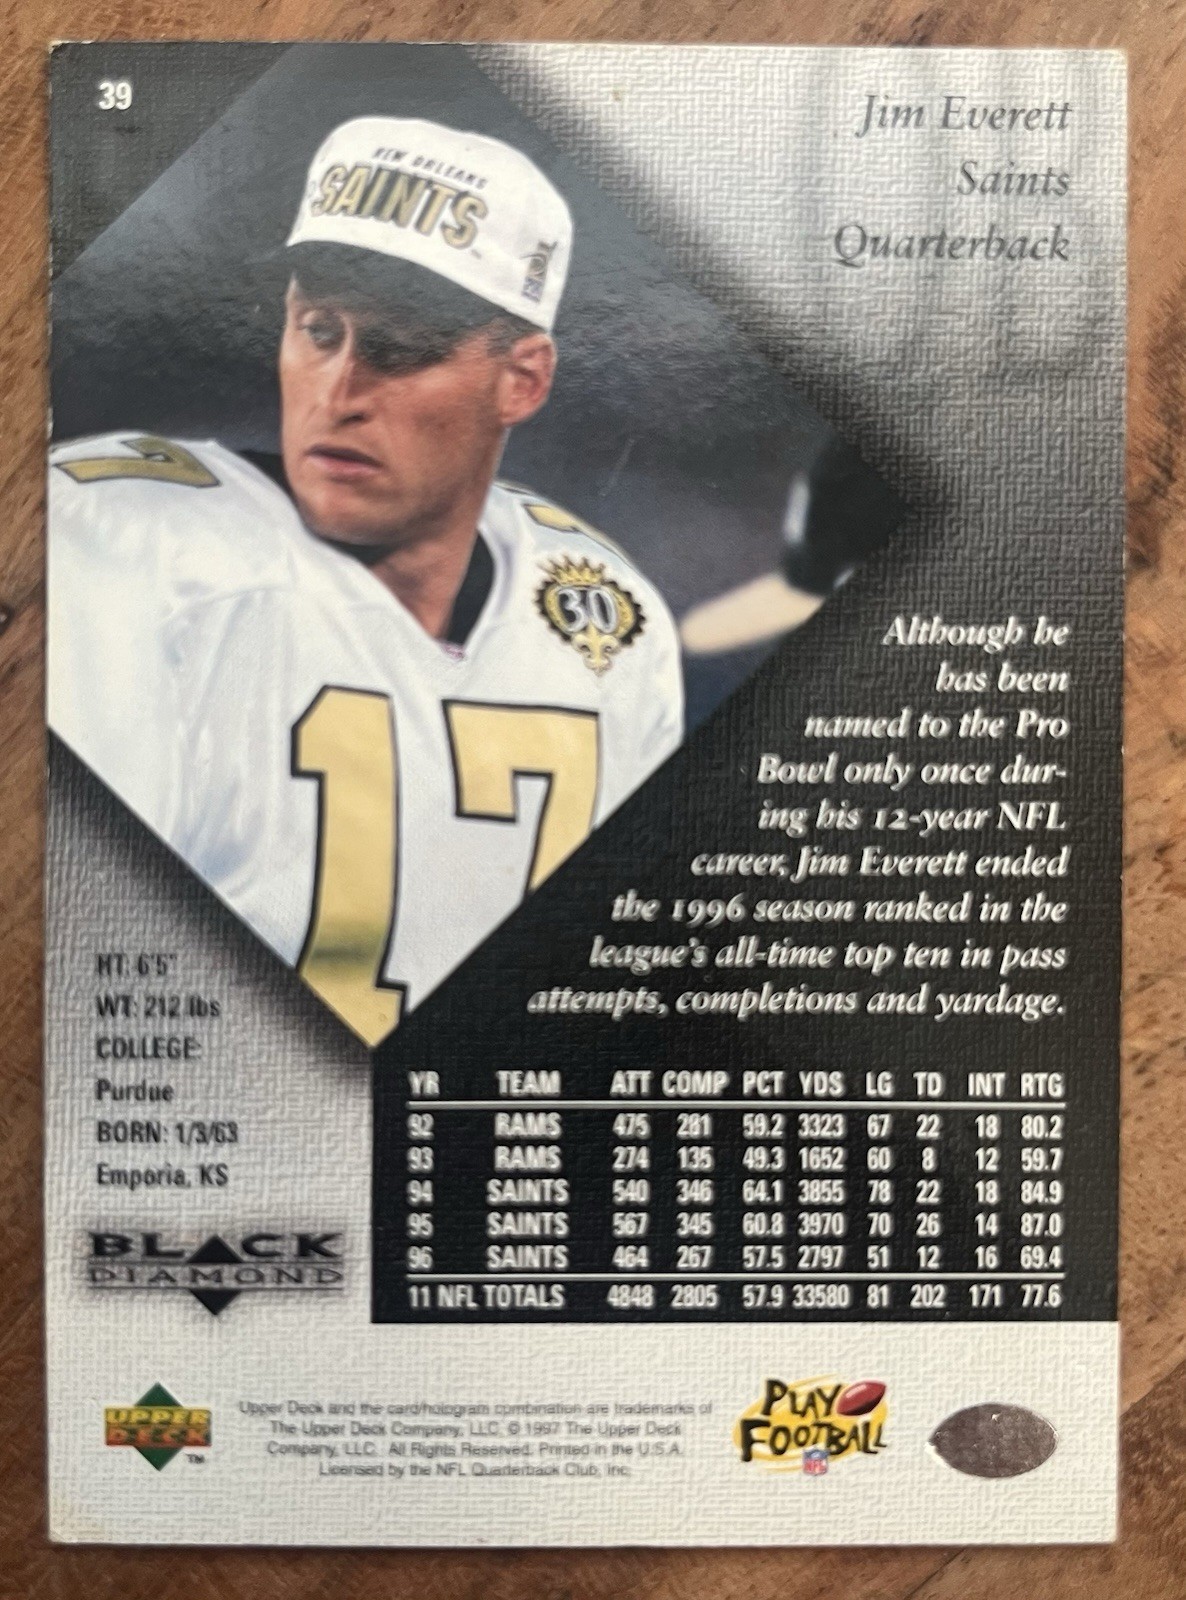 39
Jim Everett
Saints
Quarterback
NEW ORLEANS
SAINTS
30
17
Although he
has been
named to the Pro
Bowl only once dur-
ing his 12-year NFL
career, Jim Everett ended
the 1996 season ranked in the
league's all-time top ten in pass
attempts, completions and yardage.
HT: 6'5"
WT: 212 lbs
COLLEGE:
Purdue
BORN: 1/3/63
Emporia, KS
BLACK
DIAMOND
YR TEAM ATT COMP PCT YDS LG TD INT RTG
92 RAMS 475 281 59.2 3323 67 22 18 80.2
93 RAMS 274 135 49.3 1652 60 8 12 59.7
94 SAINTS 540 346 64.1 3855 78 22 18 84.9
95 SAINTS 567 345 60.8 3970 70 26 14 87.0
96 SAINTS 464 267 57.5 2797 51 12 16 69.4
11 NFL TOTALS 4848 2805 57.9 33580 81 202 171 77.6
UPPER
DECK
TM
Upper Deck and the card/hologram combination are trademarks of
The Upper Deck Company, LLC. © 1997 The Upper Deck
Company, LLC. All Rights Reserved. Printed in the U.S.A.
Licensed by the NFL Quarterback Club, Inc.
PLAY
FOOTBALL
NFL